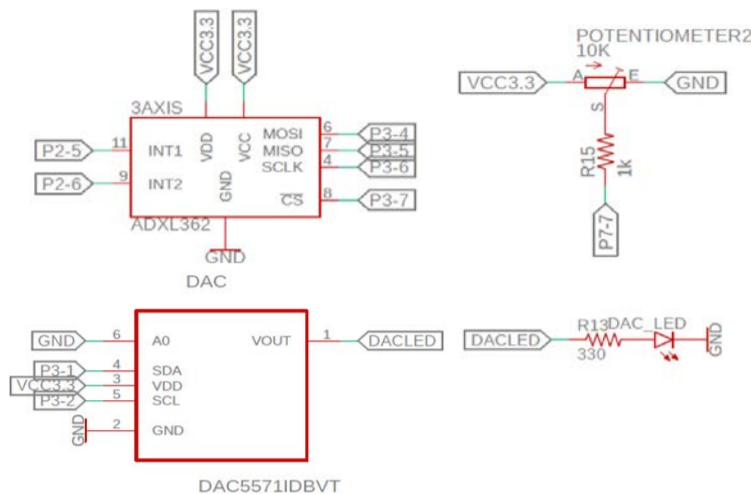 VCC3.3
VCC3.3
3AXIS
P2-5
11
INT1
VDD
VCC
MOSI
6
P3-4
MISO
7
P3-5
SCLK
4
P3-6
P2-6
9
INT2
GND
CS
8
P3-7
ADXL362
GND
POTENTIOMETER2
10K
VCC3.3
A
E
GND
S
R15
1k
P7-7
DAC
GND
6
A0
VOUT
1
DACLED
P3-1
4
SDA
VCC3.3
3
VDD
P3-2
5
SCL
GND
2
GND
DAC5571IDBVT
DACLED
R13
DAC_LED
330
GND